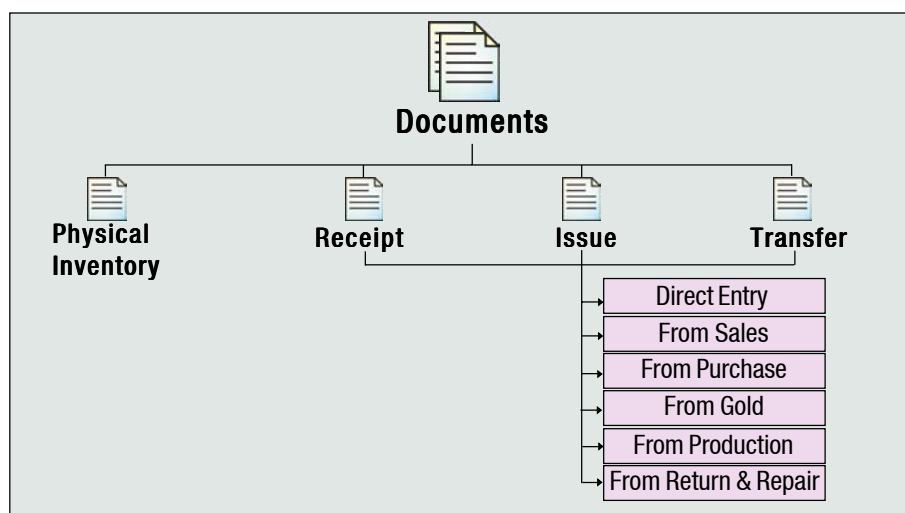 Documents
Physical
Inventory
Receipt
Issue
Transfer
Direct Entry
From Sales
From Purchase
From Gold
From Production
From Return & Repair